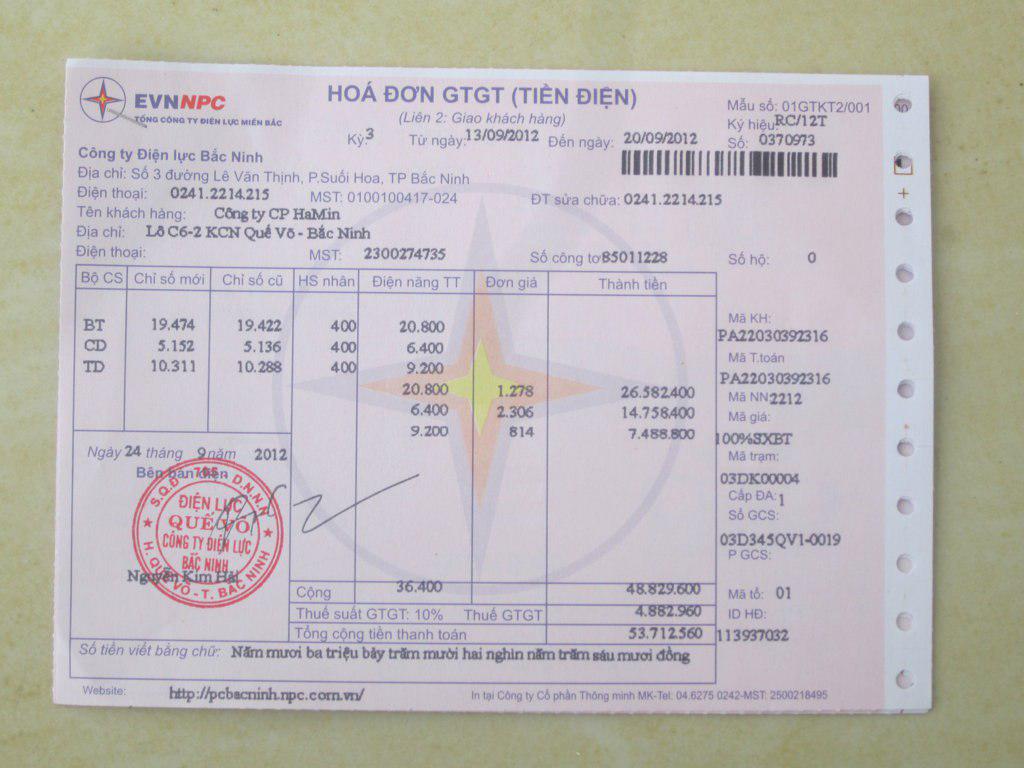 EVNNPC
TỔNG CÔNG TY ĐIỆN LỰC MIỀN BẮC
HOÁ ĐƠN GTGT (TIỀN ĐIỆN)
(Liên 2: Giao khách hàng)
Kỳ: 3 Từ ngày: 13/09/2012 Đến ngày: 20/09/2012
Mẫu số: 01GTKT2/001
Ký hiệu: RC/12T
Số: 0370973
Công ty Điện lực Bắc Ninh
Địa chỉ: Số 3 đường Lê Văn Thịnh, P.Suối Hoa, TP Bắc Ninh
Điện thoại: 0241.2214.215 MST: 0100100417-024 ĐT sửa chữa: 0241.2214.215
Tên khách hàng: Công ty CP HaMin
Địa chỉ: Lô C6-2 KCN Quế Võ - Bắc Ninh
Điện thoại: MST: 2300274735 Số công tơ 85011228 Số hộ: 0
Bộ CS Chỉ số mới Chỉ số cũ HS nhân Điện năng TT Đơn giá Thành tiền
BT 19.474 19.422 400 20.800
CD 5.152 5.136 400 6.400
TD 10.311 10.288 400 9.200
20.800 1.278 26.582.400
6.400 2.306 14.758.400
9.200 814 7.488.800
Mã KH:
PA22030392316
Mã T.toán
PA22030392316
Mã NN 2212
Mã giá:
100%SXBT
Mã trạm:
03DK00004
Cấp ĐA: 1
Số GCS:
03D345QV1-0019
P GCS:
Mã tổ: 01
ID HĐ:
113937032
Ngày 24 tháng 9 năm 2012
Bên bán điện
ĐIỆN LỰC
QUẾ VÕ
CÔNG TY ĐIỆN LỰC
BẮC NINH
H. QUẾ VÕ - T. BẮC NINH
Nguyễn Kim Hải
Cộng 36.400 48.829.600
Thuế suất GTGT: 10% Thuế GTGT 4.882.960
Tổng cộng tiền thanh toán 53.712.560
Số tiền viết bằng chữ: Năm mươi ba triệu bảy trăm mười hai nghìn năm trăm sáu mươi đồng
Website: http://pcbacninh.npc.com.vn/
In tại Công ty Cổ phần Thông minh MK-Tel: 04.6275 0242-MST: 2500218495